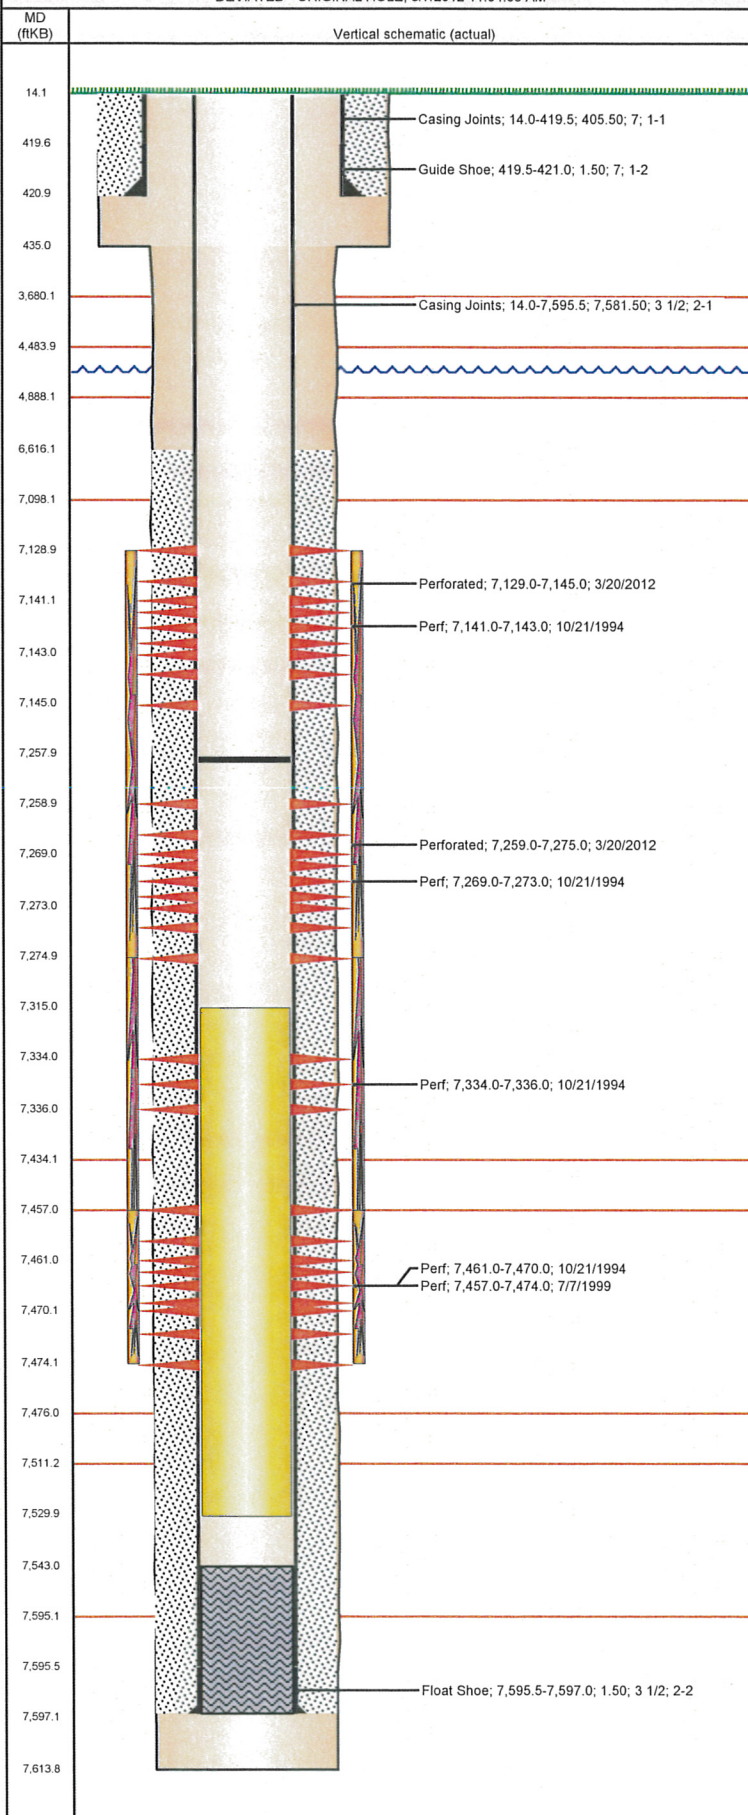 MD
(ftKB)
Vertical schematic (actual)
14.1
Casing Joints; 14.0-419.5; 405.50; 7; 1-1
419.6
Guide Shoe; 419.5-421.0; 1.50; 7; 1-2
420.9
435.0
3,680.1
Casing Joints; 14.0-7,595.5; 7,581.50; 3 1/2; 2-1
4,483.9
4,888.1
6,616.1
7,098.1
7,128.9
Perforated; 7,129.0-7,145.0; 3/20/2012
7,141.1
Perf; 7,141.0-7,143.0; 10/21/1994
7,143.0
7,145.0
7,257.9
7,258.9
Perforated; 7,259.0-7,275.0; 3/20/2012
7,269.0
Perf; 7,269.0-7,273.0; 10/21/1994
7,273.0
7,274.9
7,315.0
7,334.0
Perf; 7,334.0-7,336.0; 10/21/1994
7,336.0
7,434.1
7,457.0
7,461.0
Perf; 7,461.0-7,470.0; 10/21/1994
Perf; 7,457.0-7,474.0; 7/7/1999
7,470.1
7,474.1
7,476.0
7,511.2
7,529.9
7,543.0
7,595.1
7,595.5
Float Shoe; 7,595.5-7,597.0; 1.50; 3 1/2; 2-2
7,597.1
7,613.8